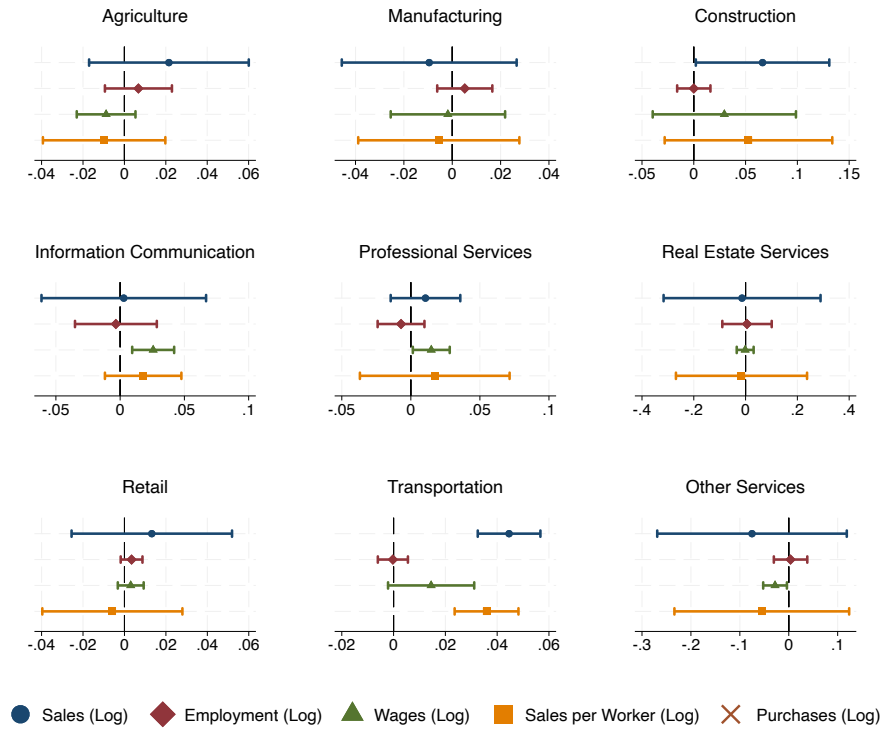 Agriculture Manufacturing Construction
-.04 -.02 0 .02 .04 .06 -.04 -.02 0 .02 .04 -.05 0 .05 .1 .15
Information Communication Professional Services Real Estate Services
-.05 0 .05 .1 -.05 0 .05 .1 -.4 -.2 0 .2 .4
Retail Transportation Other Services
-.04 -.02 0 .02 .04 .06 -.02 0 .02 .04 .06 -.3 -.2 -.1 0 .1
Sales (Log) Employment (Log) Wages (Log) Sales per Worker (Log) Purchases (Log)